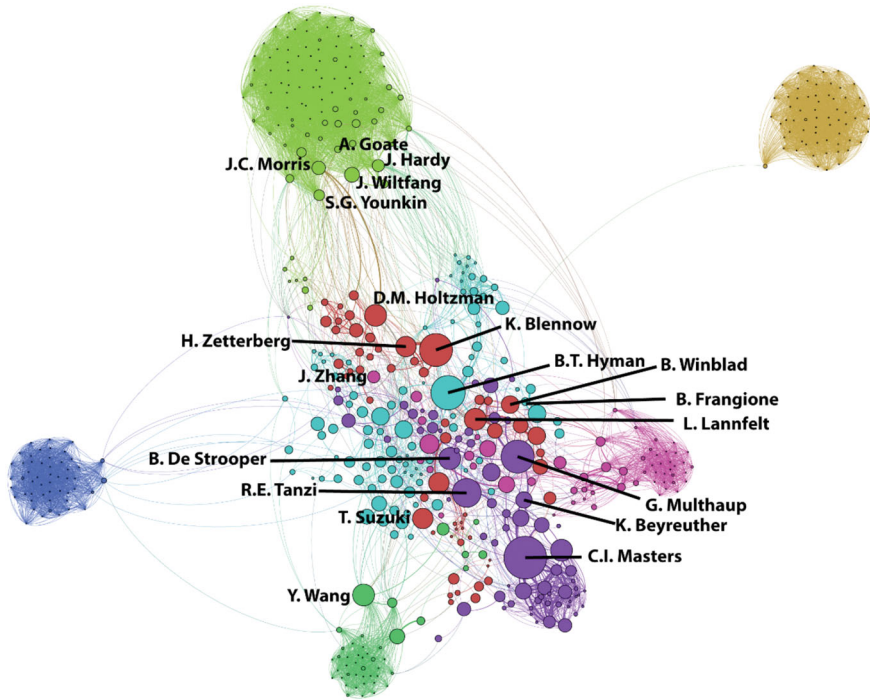 A. Goate
J.C. Morris
J. Hardy
J. Wiltfang
S.G. Younkin
D.M. Holtzman
K. Blennow
H. Zetterberg
B.T. Hyman
B. Winblad
J. Zhang
B. Frangione
L. Lannfelt
B. De Strooper
R.E. Tanzi
G. Multhaup
T. Suzuki
K. Beyreuther
C.I. Masters
Y. Wang